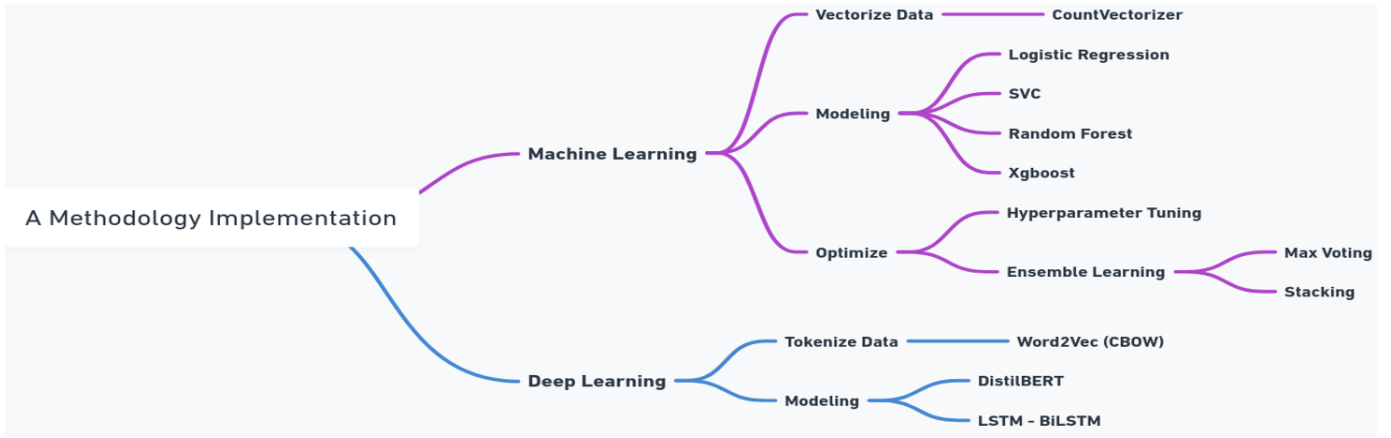 A Methodology Implementation
Machine Learning
Vectorize Data
CountVectorizer
Modeling
Logistic Regression
SVC
Random Forest
Xgboost
Optimize
Hyperparameter Tuning
Ensemble Learning
Max Voting
Stacking
Deep Learning
Tokenize Data
Word2Vec (CBOW)
Modeling
DistilBERT
LSTM - BiLSTM